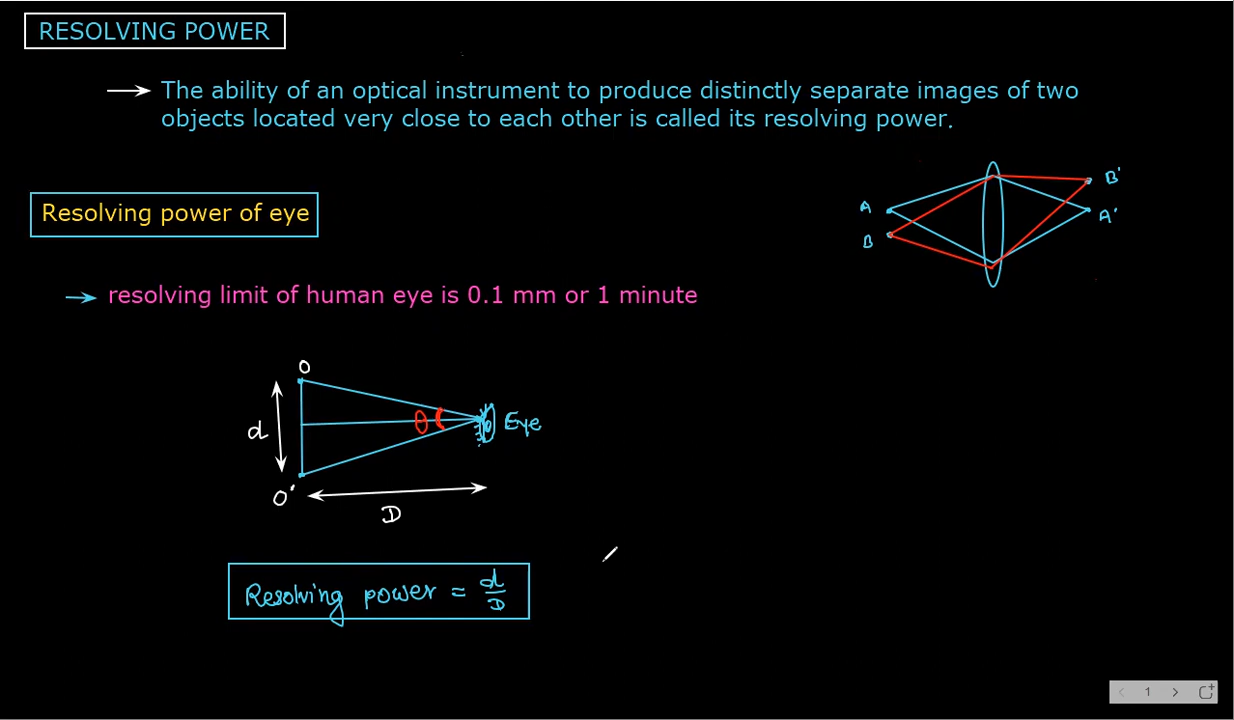 RESOLVING POWER
→ The ability of an optical instrument to produce distinctly separate images of two
objects located very close to each other is called its resolving power.
A
B
B'
A'
Resolving power of eye
→ resolving limit of human eye is 0.1 mm or 1 minute
O
d
θ
Eye
O'
D
Resolving power = d/D
1